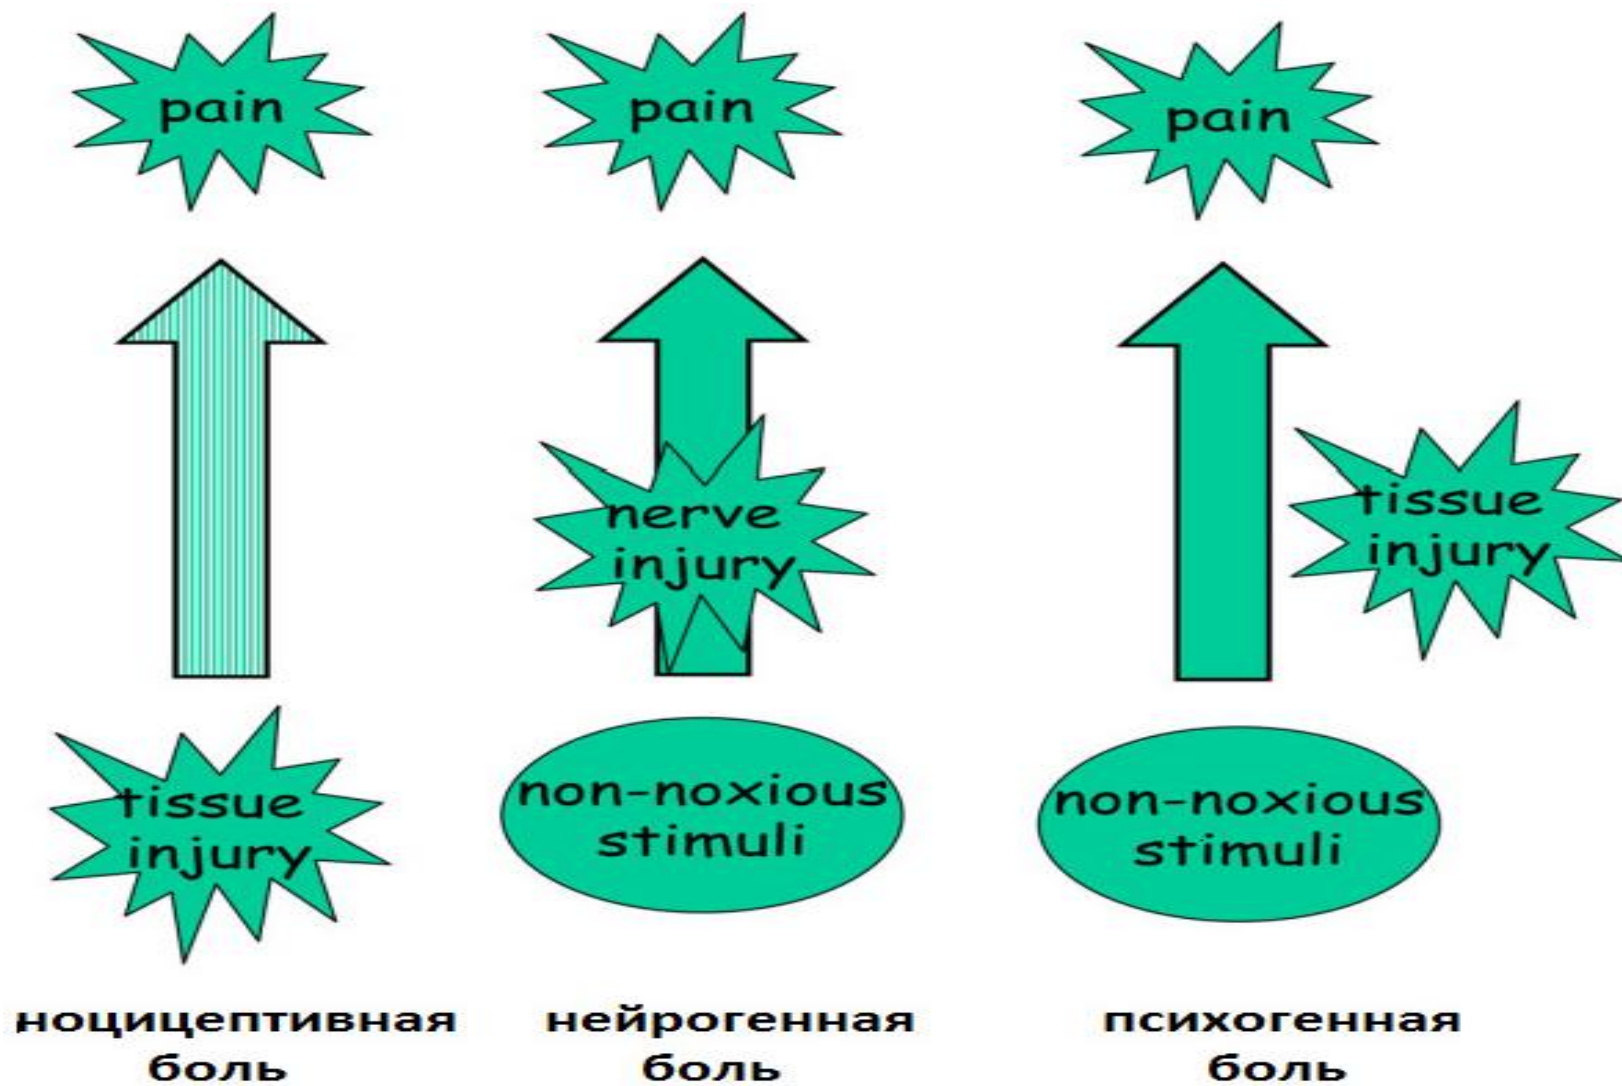 pain
pain
pain
nerve
injury
tissue
injury
tissue
injury
non-noxious
stimuli
non-noxious
stimuli
ноцицептивная
боль
нейрогенная
боль
психогенная
боль